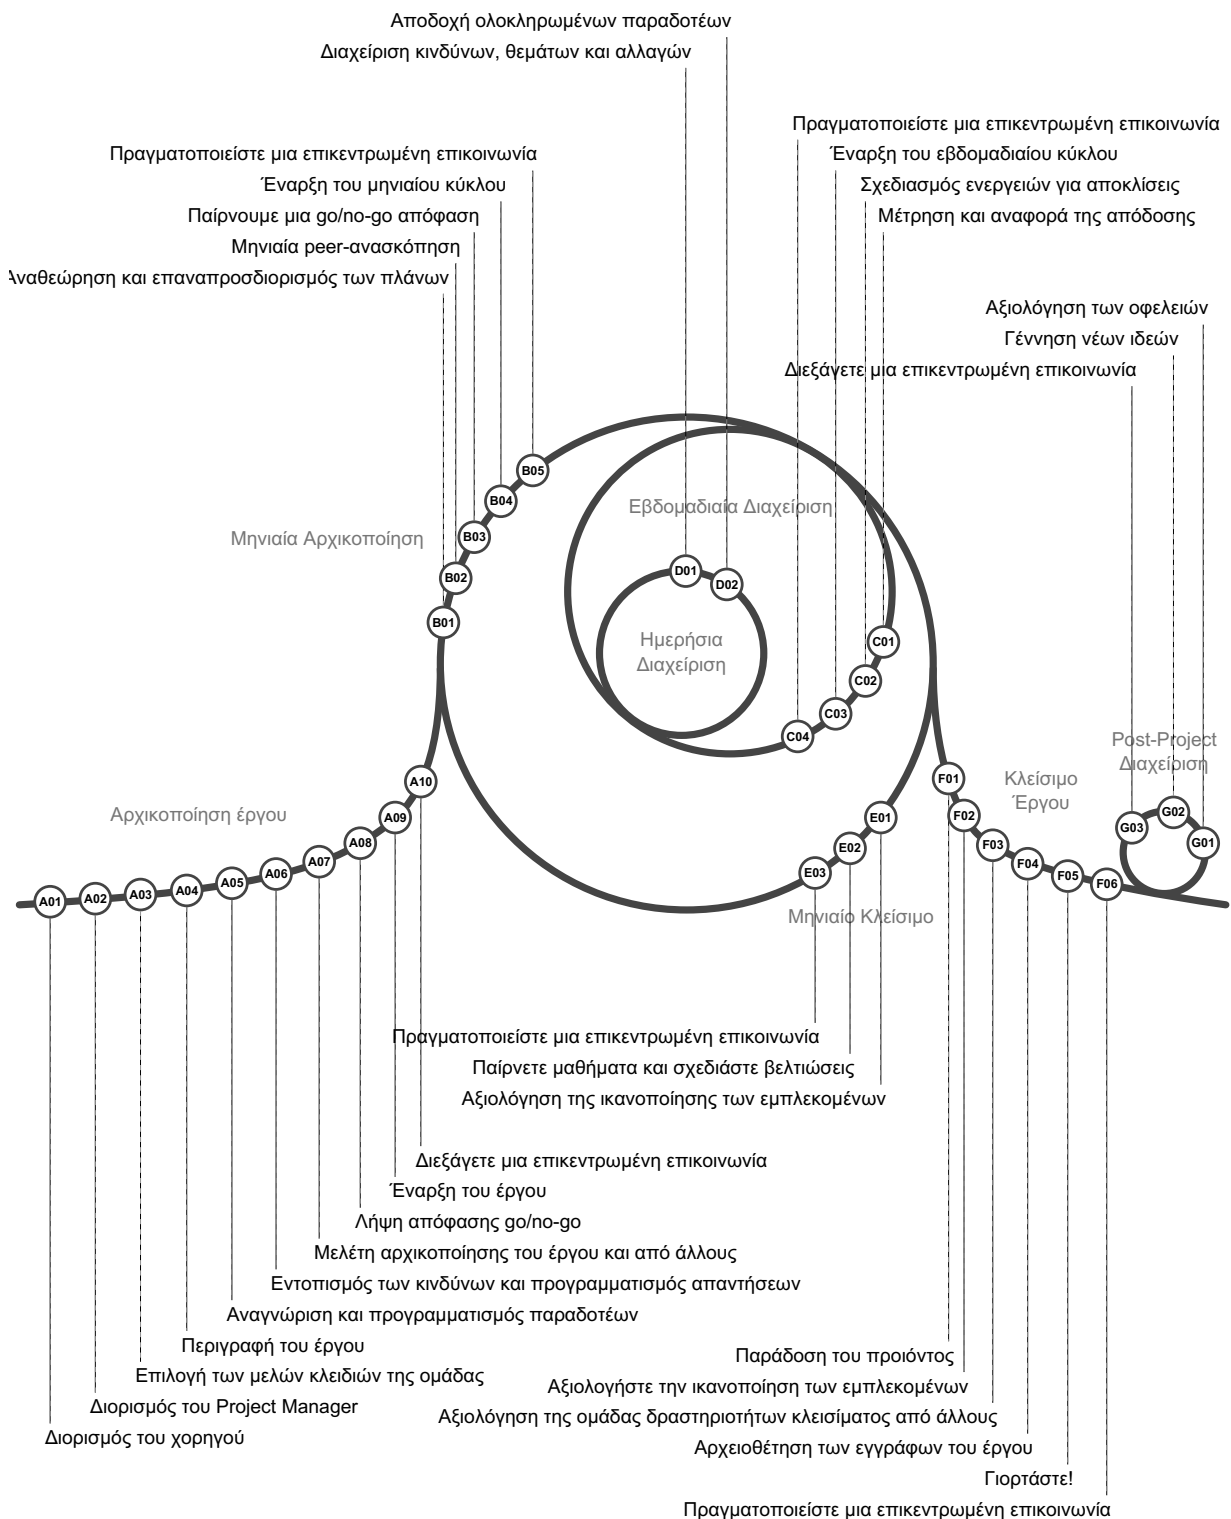 Αποδοχή ολοκληρωμένων παραδοτέων
Διαχείριση κινδύνων, θεμάτων και αλλαγών
Πραγματοποιείστε μια επικεντρωμένη επικοινωνία
Έναρξη του εβδομαδιαίου κύκλου
Σχεδιασμός ενεργειών για αποκλίσεις
Μέτρηση και αναφορά της απόδοσης
Πραγματοποιείστε μια επικεντρωμένη επικοινωνία
Έναρξη του μηνιαίου κύκλου
Παίρνουμε μια go/no-go απόφαση
Μηνιαία peer-ανασκόπηση
Αναθεώρηση και επαναπροσδιορισμός των πλάνων
Αξιολόγηση των οφελειών
Γέννηση νέων ιδεών
Διεξάγετε μια επικεντρωμένη επικοινωνία
B05
B04
B03
B02
B01
Μηνιαία Αρχικοποίηση
Εβδομαδιαία Διαχείριση
D01
D02
Ημερήσια
Διαχείριση
C01
C02
C03
C04
Post-Project
Διαχείριση
G03
G02
G01
Κλείσιμο
Έργου
F01
F02
F03
F04
F05
F06
E01
E02
E03
Μηνιαίο Κλείσιμο
Αρχικοποίηση έργου
A01
A02
A03
A04
A05
A06
A07
A08
A09
A10
Πραγματοποιείστε μια επικεντρωμένη επικοινωνία
Παίρνετε μαθήματα και σχεδιάστε βελτιώσεις
Αξιολόγηση της ικανοποίησης των εμπλεκομένων
Διεξάγετε μια επικεντρωμένη επικοινωνία
Έναρξη του έργου
Λήψη απόφασης go/no-go
Μελέτη αρχικοποίησης του έργου και από άλλους
Εντοπισμός των κινδύνων και προγραμματισμός απαντήσεων
Αναγνώριση και προγραμματισμός παραδοτέων
Περιγραφή του έργου
Επιλογή των μελών κλειδιών της ομάδας
Διορισμός του Project Manager
Διορισμός του χορηγού
Παράδοση του προιόντος
Αξιολογήστε την ικανοποίηση των εμπλεκομένων
Αξιολόγηση της ομάδας δραστηριοτήτων κλεισίματος από άλλους
Αρχειοθέτηση των εγγράφων του έργου
Γιορτάστε!
Πραγματοποιείστε μια επικεντρωμένη επικοινωνία